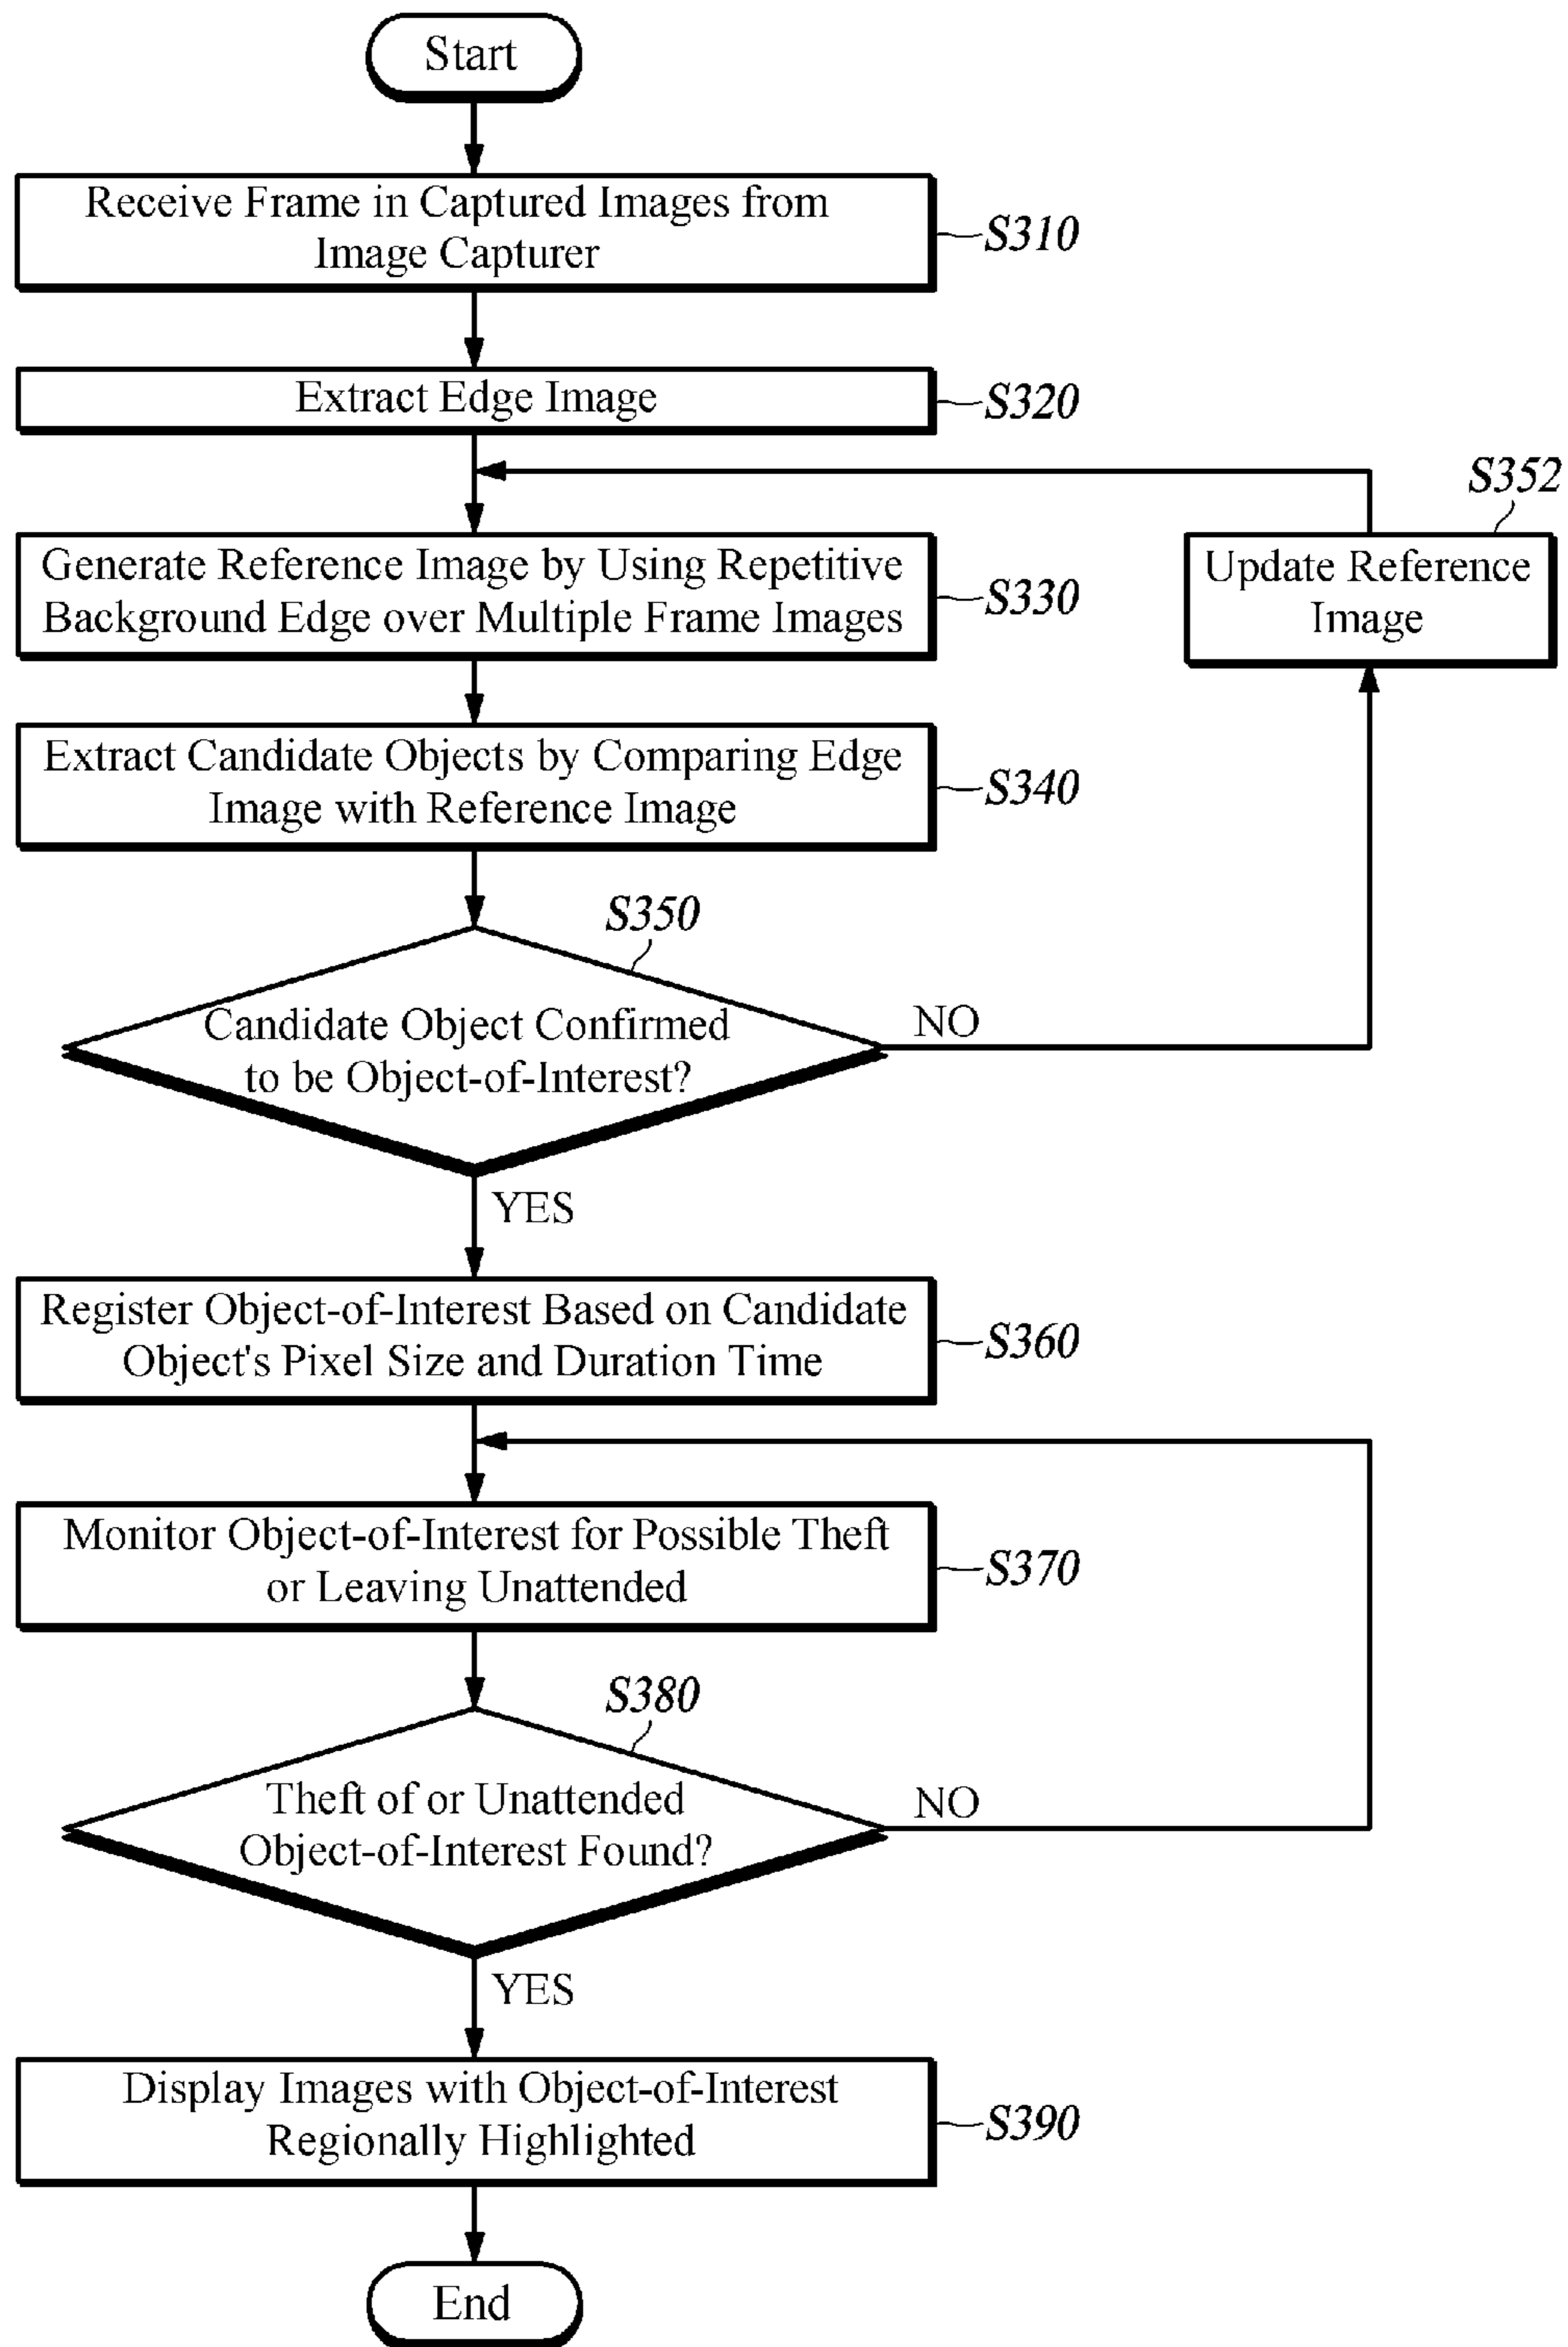 Start
Receive Frame in Captured Images from
Image Capturer
S310
Extract Edge Image
S320
S352
Generate Reference Image by Using Repetitive
Background Edge over Multiple Frame Images
S330
Update Reference
Image
Extract Candidate Objects by Comparing Edge
Image with Reference Image
S340
S350
Candidate Object Confirmed
to be Object-of-Interest?
NO
YES
Register Object-of-Interest Based on Candidate
Object's Pixel Size and Duration Time
S360
Monitor Object-of-Interest for Possible Theft
or Leaving Unattended
S370
S380
Theft of or Unattended
Object-of-Interest Found?
NO
YES
Display Images with Object-of-Interest
Regionally Highlighted
S390
End